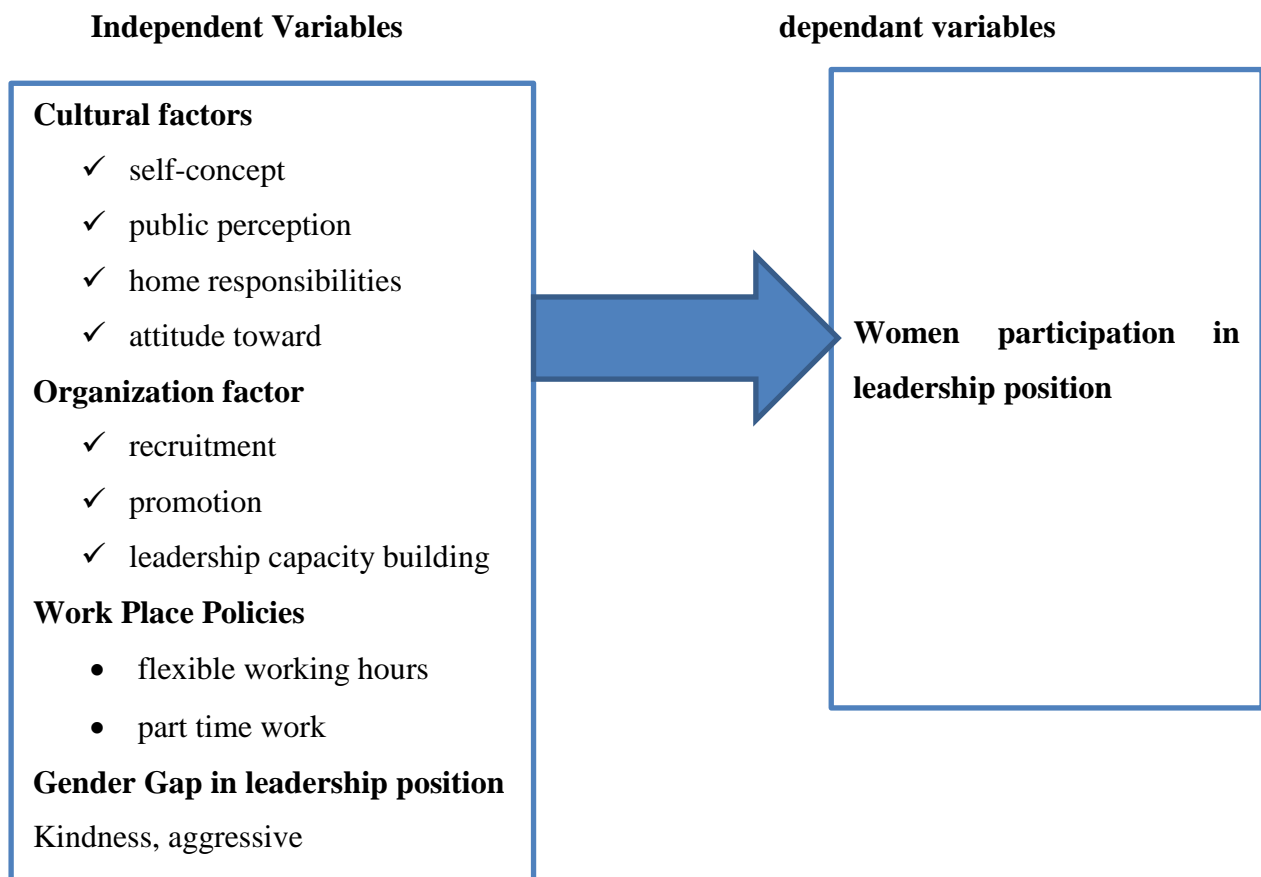 Independent Variables
dependant variables
Cultural factors
✓ self-concept
✓ public perception
✓ home responsibilities
✓ attitude toward
Organization factor
✓ recruitment
✓ promotion
✓ leadership capacity building
Work Place Policies
• flexible working hours
• part time work
Gender Gap in leadership position
Kindness, aggressive
Women participation in
leadership position